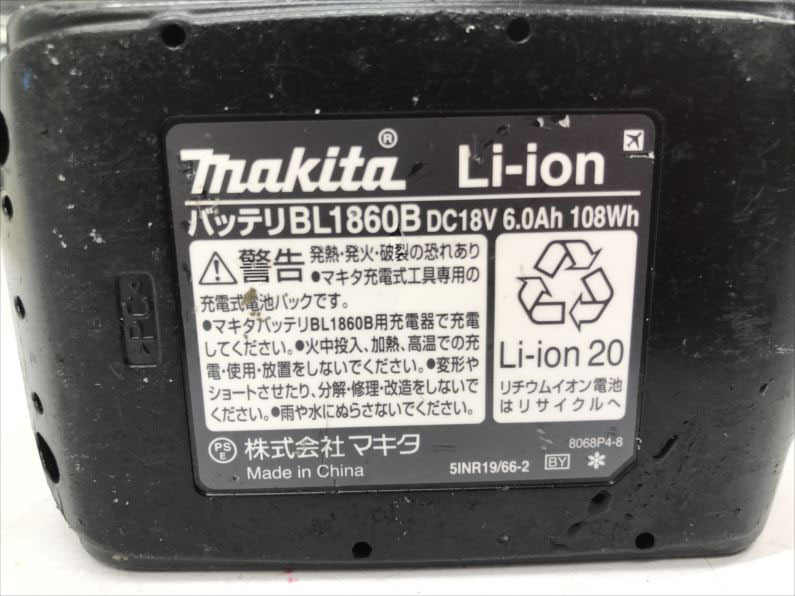 makita® Li-ion
バッテリBL1860B DC18V 6.0Ah 108Wh
警告 発熱・発火・破裂の恐れあり
●マキタ充電式工具専用の
充電式電池パックです。
●マキタバッテリBL1860B用充電器で充電
してください。●火中投入、加熱、高温での充
電・使用・放置をしないでください。●変形や
ショートさせたり、分解・修理・改造をしないで
ください。●雨や水にぬらさないでください。
Li-ion 20
リチウムイオン電池
はリサイクルへ
PS
E
株式会社 マキタ
Made in China
8068P4-8
5INR19/66-2 BY
>PC<